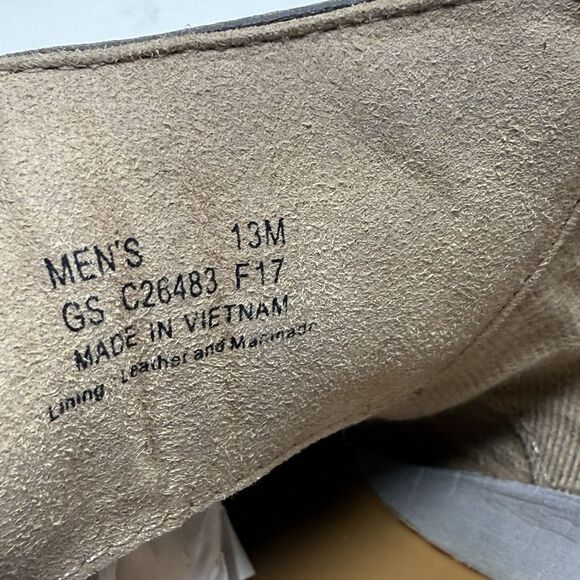 MEN'S 13M
GS C26483 F17
MADE IN VIETNAM
Lining Leather and Manmade